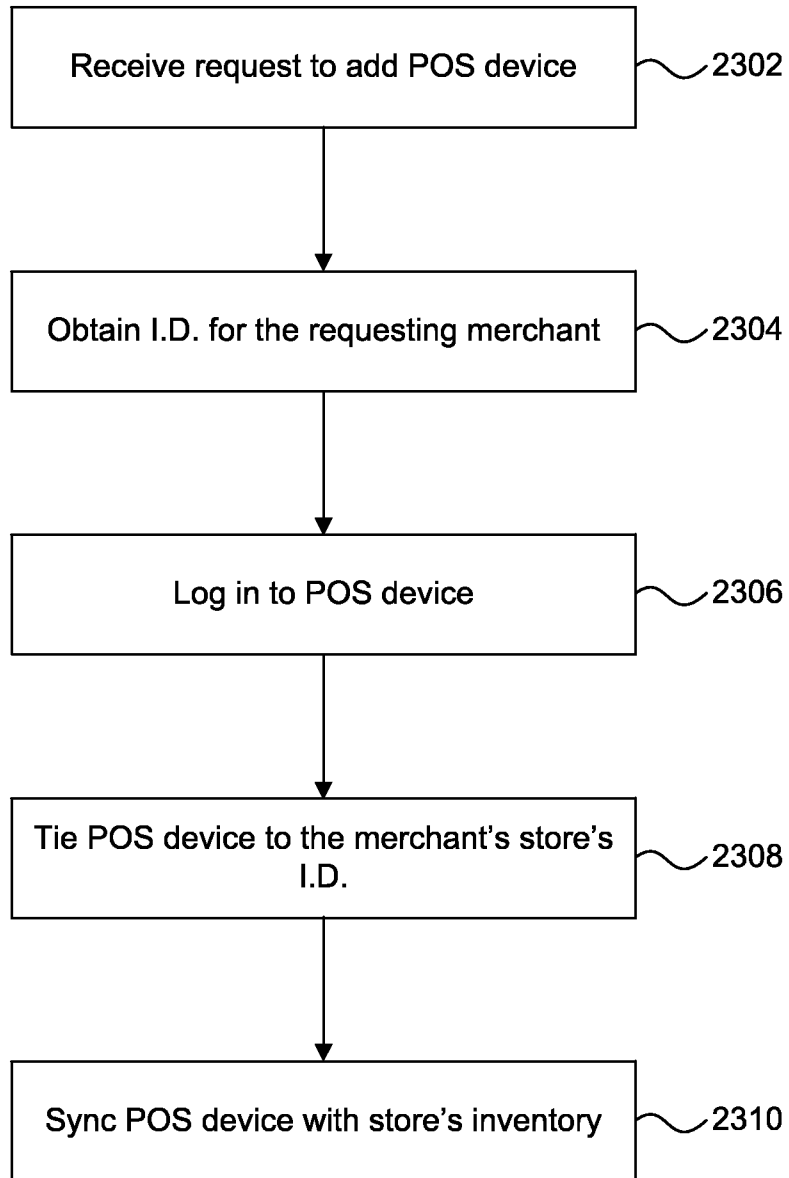 Receive request to add POS device
2302
Obtain I.D. for the requesting merchant
2304
Log in to POS device
2306
Tie POS device to the merchant's store's
I.D.
2308
Sync POS device with store's inventory
2310